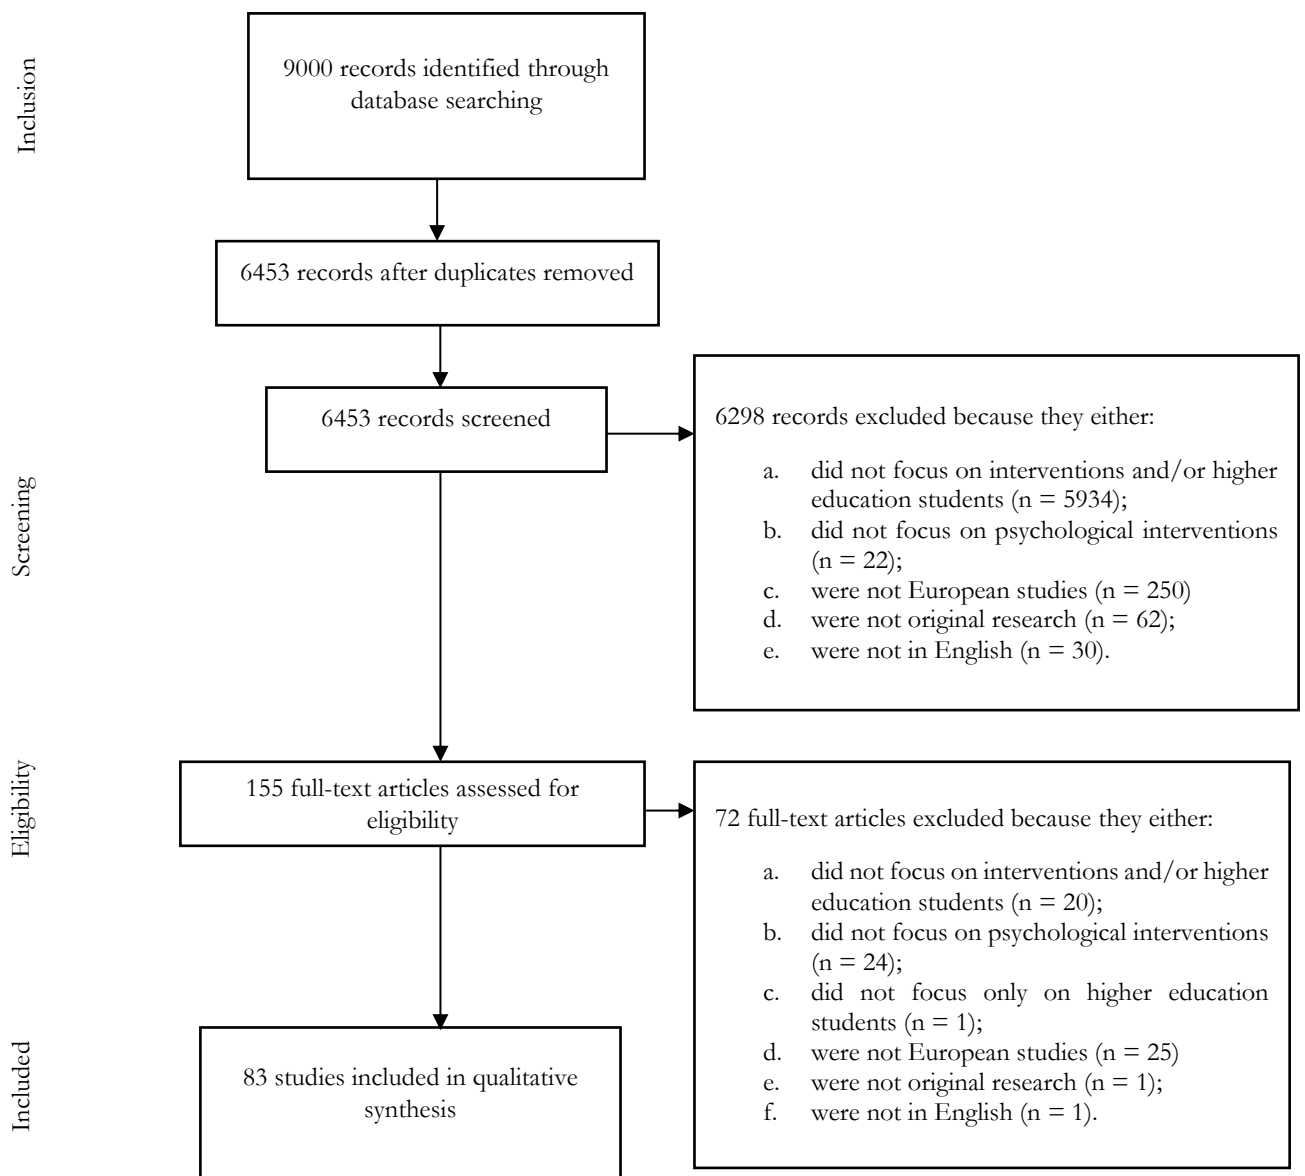 Inclusion
9000 records identified through
database searching
6453 records after duplicates removed
Screening
6453 records screened
6298 records excluded because they either:
a. did not focus on interventions and/or higher
education students (n = 5934);
b. did not focus on psychological interventions
(n = 22);
c. were not European studies (n = 250)
d. were not original research (n = 62);
e. were not in English (n = 30).
Eligibility
155 full-text articles assessed for
eligibility
72 full-text articles excluded because they either:
a. did not focus on interventions and/or higher
education students (n = 20);
b. did not focus on psychological interventions
(n = 24);
c. did not focus only on higher education
students (n = 1);
d. were not European studies (n = 25)
e. were not original research (n = 1);
f. were not in English (n = 1).
Included
83 studies included in qualitative
synthesis